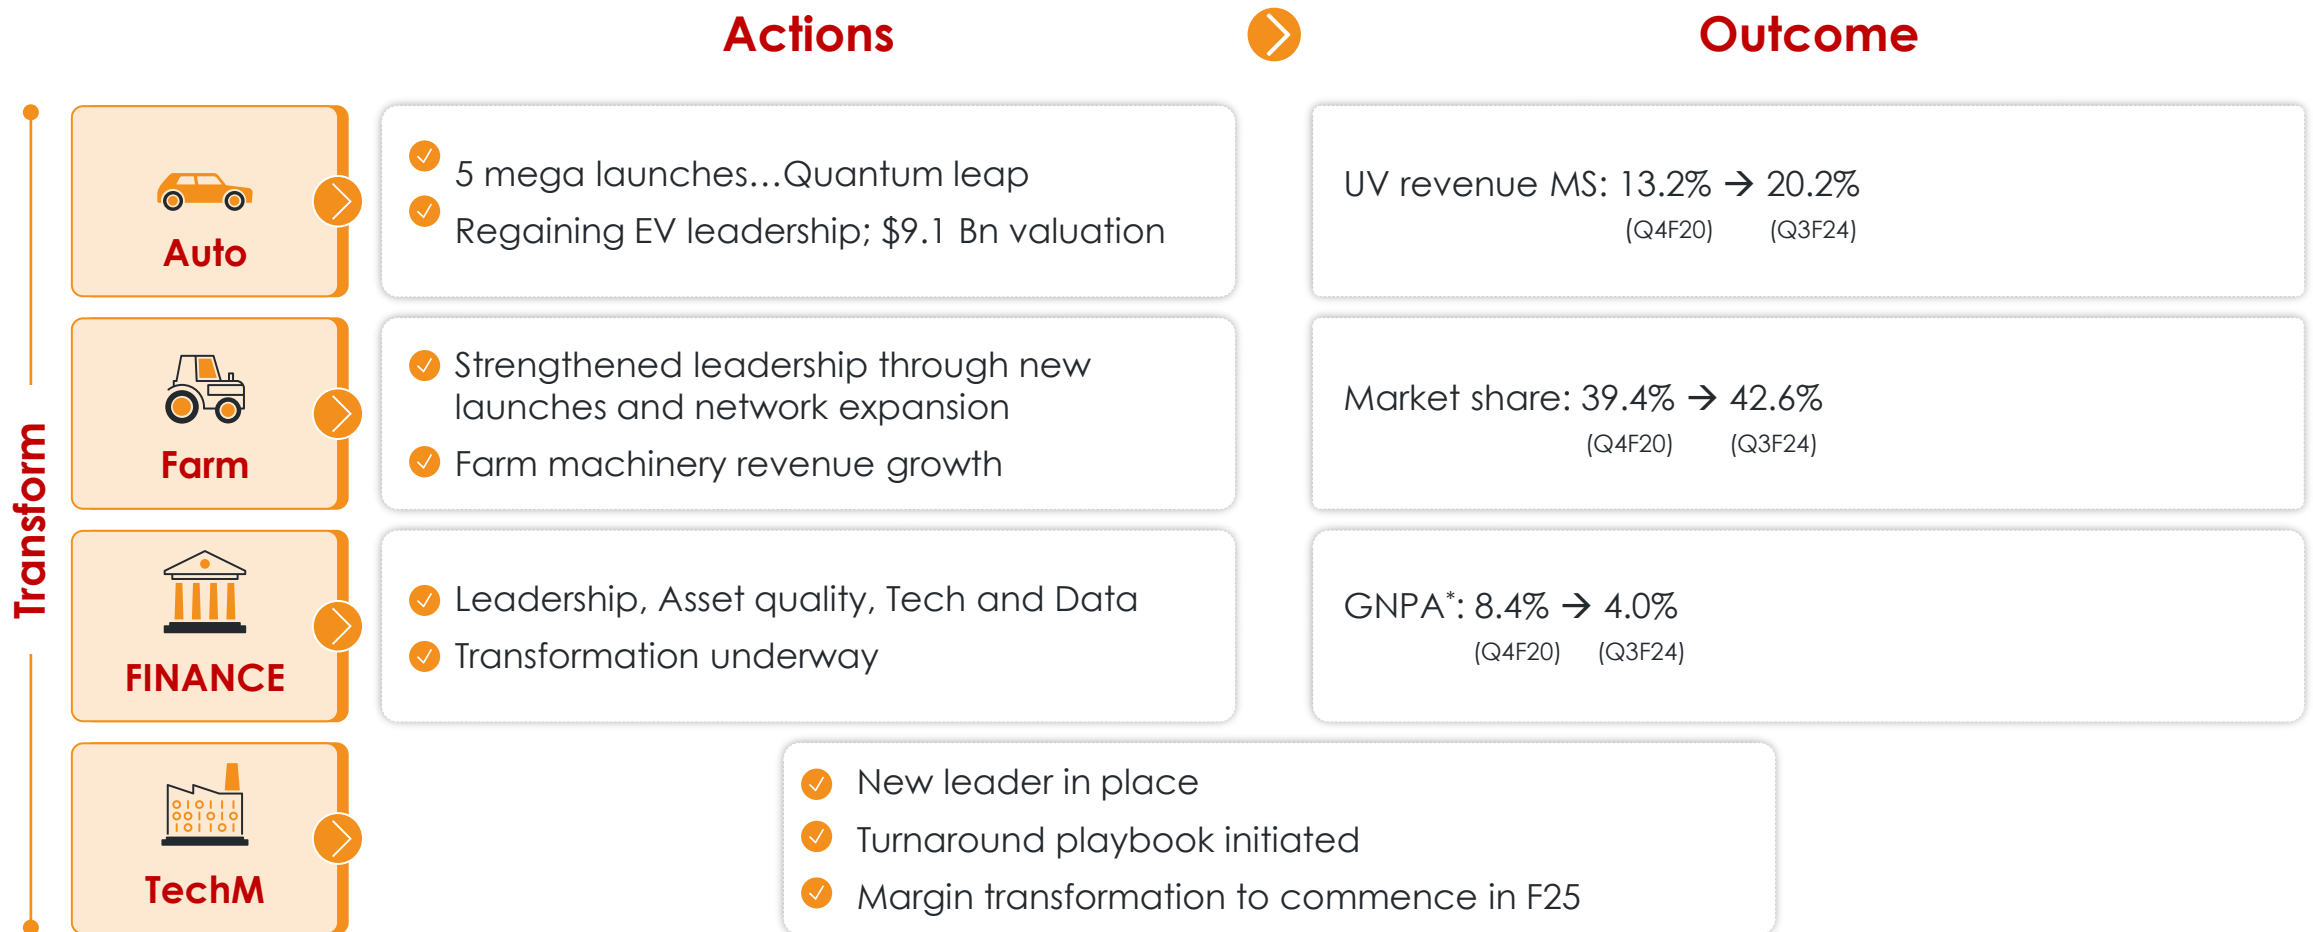 Actions
Outcome
Transform
Auto
5 mega launches...Quantum leap
Regaining EV leadership; $9.1 Bn valuation
UV revenue MS: 13.2% → 20.2%
(Q4F20) (Q3F24)
Farm
Strengthened leadership through new
launches and network expansion
Farm machinery revenue growth
Market share: 39.4% → 42.6%
(Q4F20) (Q3F24)
FINANCE
Leadership, Asset quality, Tech and Data
Transformation underway
GNPA*: 8.4% → 4.0%
(Q4F20) (Q3F24)
TechM
New leader in place
Turnaround playbook initiated
Margin transformation to commence in F25